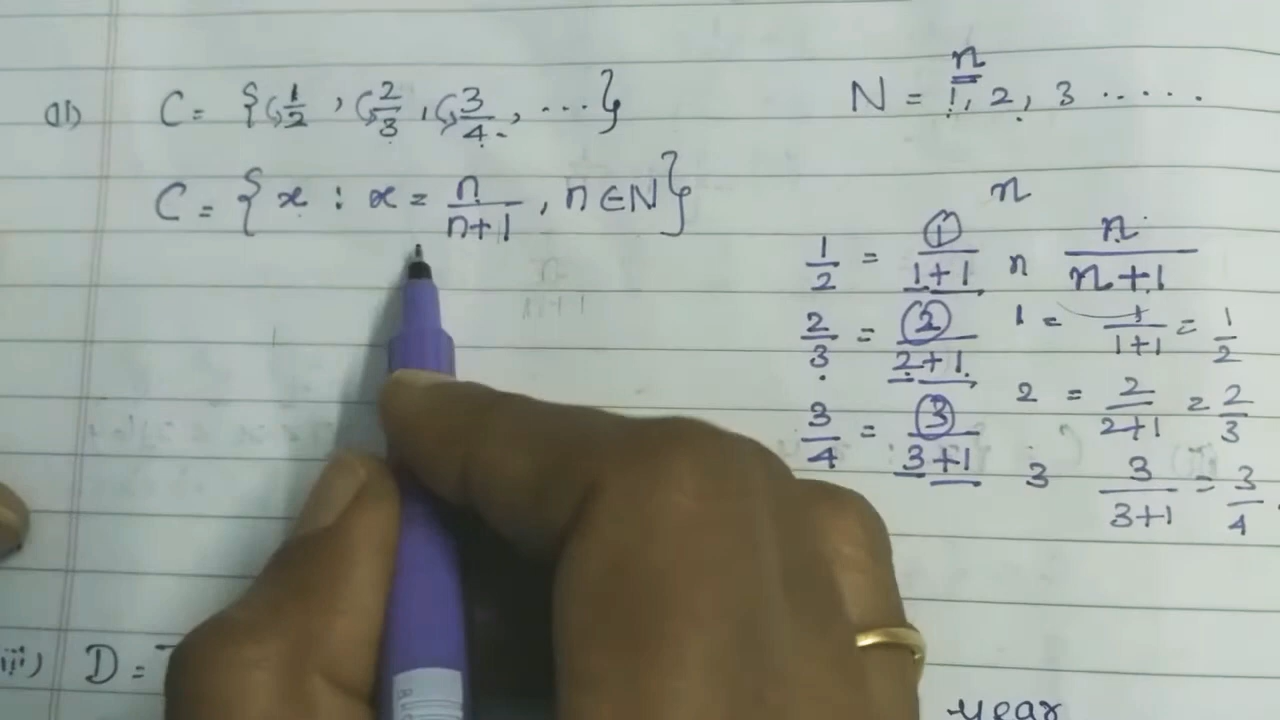 (ii) C = { 1/2 , 2/3 , 3/4 , ... }
N = 1, 2, 3 .....
n
C = { x : x = n/n+1 , n ∈ N }
n
1/2 = 1/1+1 n n/n+1
2/3 = 2/2+1 1 = 1/1+1 = 1/2
2 = 2/2+1 = 2/3
3/4 = 3/3+1 3 3/3+1 = 3/4
iii) D =
year